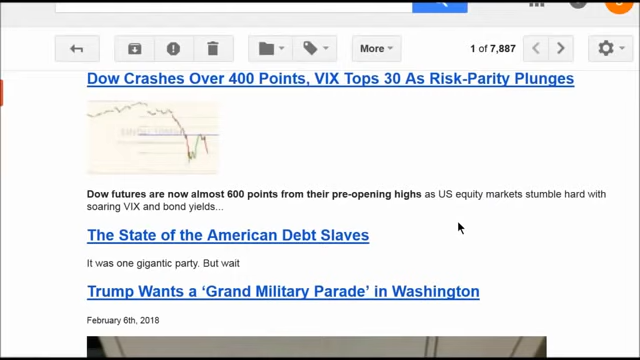 More
1 of 7,887
Dow Crashes Over 400 Points, VIX Tops 30 As Risk-Parity Plunges
Dow futures are now almost 600 points from their pre-opening highs as US equity markets stumble hard with
soaring VIX and bond yields...
The State of the American Debt Slaves
It was one gigantic party. But wait
Trump Wants a ‘Grand Military Parade’ in Washington
February 6th, 2018